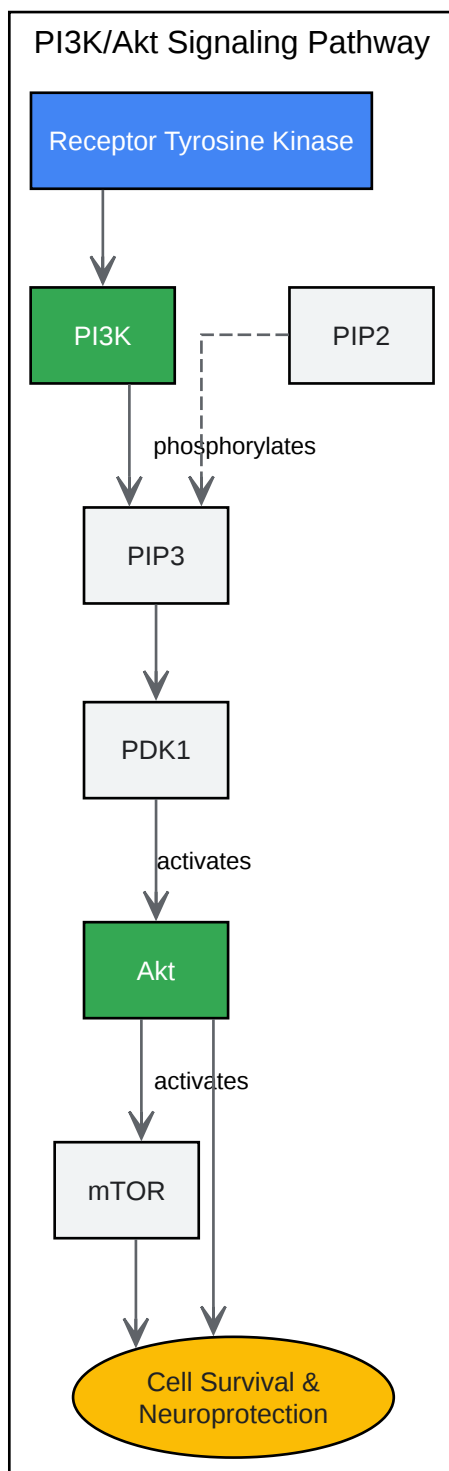 PI3K/Akt Signaling Pathway
Receptor Tyrosine Kinase
PI3K
PIP2
phosphorylates
PIP3
PDK1
activates
Akt
activates
mTOR
Cell Survival &
Neuroprotection